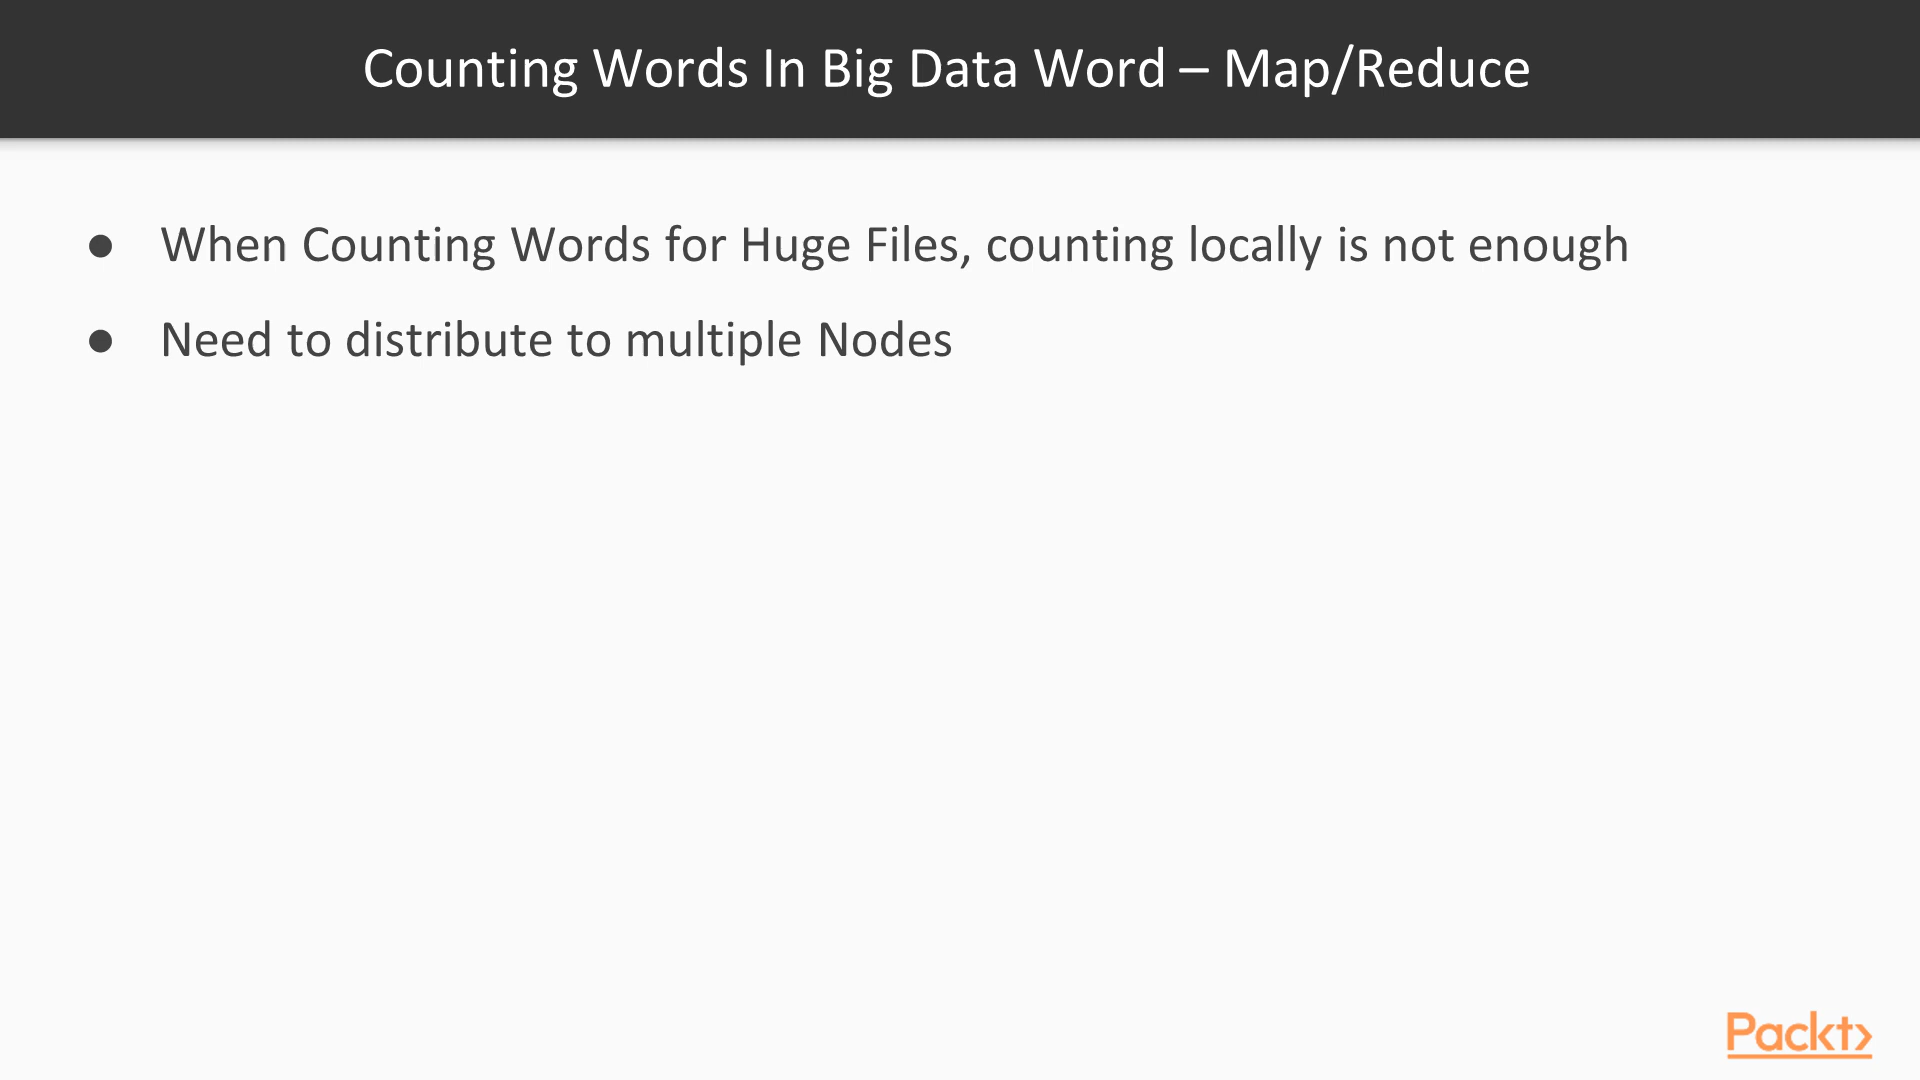 Counting Words In Big Data Word – Map/Reduce
● When Counting Words for Huge Files, counting locally is not enough
● Need to distribute to multiple Nodes
Packt>